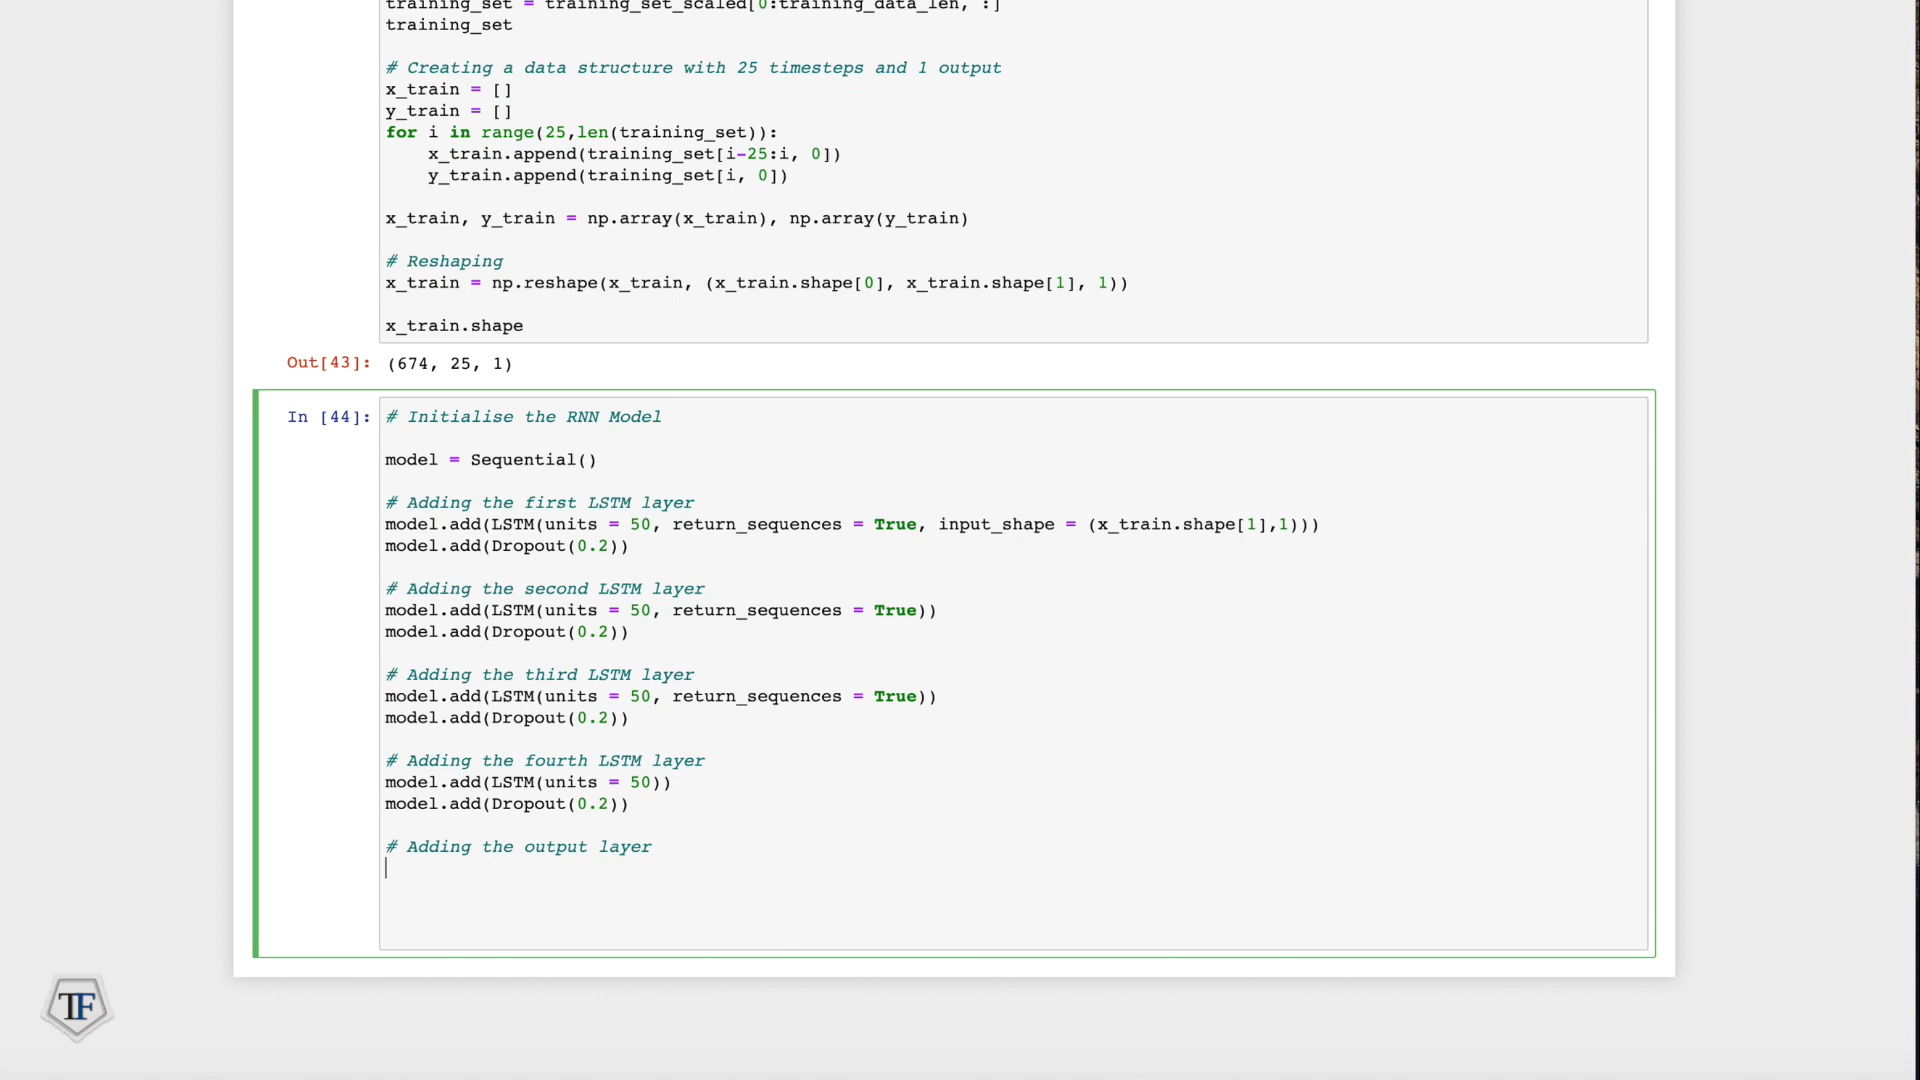 training_set = training_set_scaled[0:training_data_len, :]
training_set
# Creating a data structure with 25 timesteps and 1 output
x_train = []
y_train = []
for i in range(25,len(training_set)):
    x_train.append(training_set[i-25:i, 0])
    y_train.append(training_set[i, 0])
x_train, y_train = np.array(x_train), np.array(y_train)
# Reshaping
x_train = np.reshape(x_train, (x_train.shape[0], x_train.shape[1], 1))
x_train.shape
Out[43]: (674, 25, 1)
In [44]: # Initialise the RNN Model
model = Sequential()
# Adding the first LSTM layer
model.add(LSTM(units = 50, return_sequences = True, input_shape = (x_train.shape[1],1)))
model.add(Dropout(0.2))
# Adding the second LSTM layer
model.add(LSTM(units = 50, return_sequences = True))
model.add(Dropout(0.2))
# Adding the third LSTM layer
model.add(LSTM(units = 50, return_sequences = True))
model.add(Dropout(0.2))
# Adding the fourth LSTM layer
model.add(LSTM(units = 50))
model.add(Dropout(0.2))
# Adding the output layer
TF